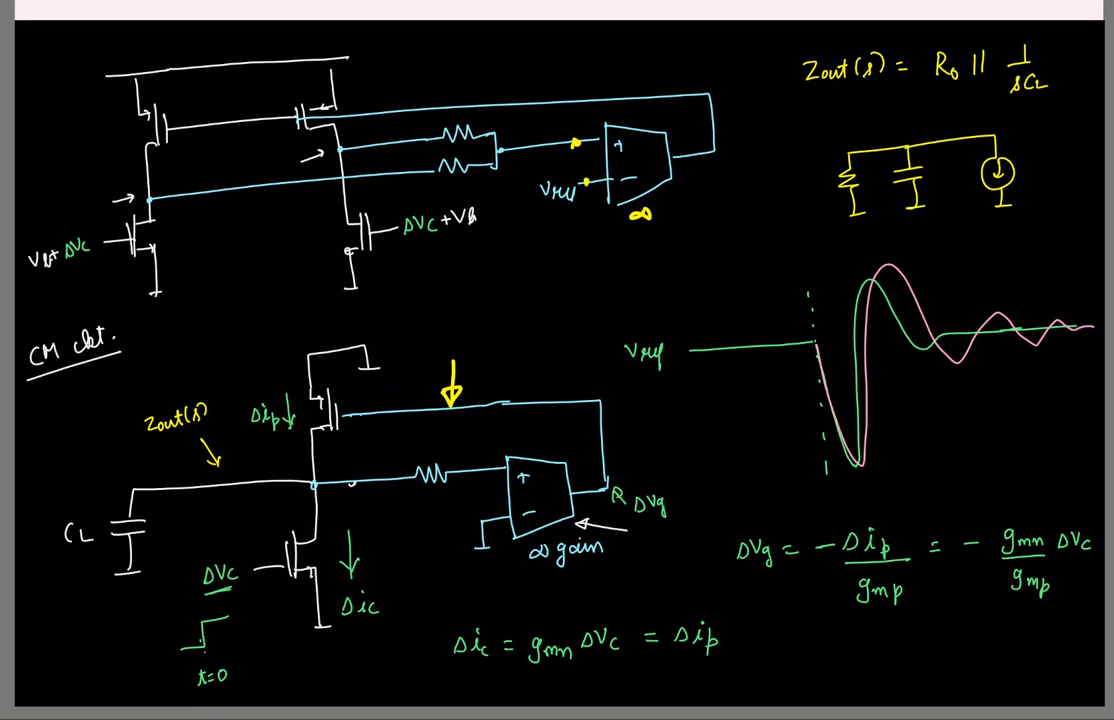 Zout(s) = R₀ || 1/sCL
+
−
Vref
∞
Vb+ ΔVc
ΔVc + Vb
CM ckt.
Vref
Zout(s)
Δip↓
+
−
ΔVg
CL
∞ gain
ΔVc
Δic
t=0
ΔVg = − Δip/gmp = − gmn/gmp ΔVc
Δic = gmn ΔVc = Δip